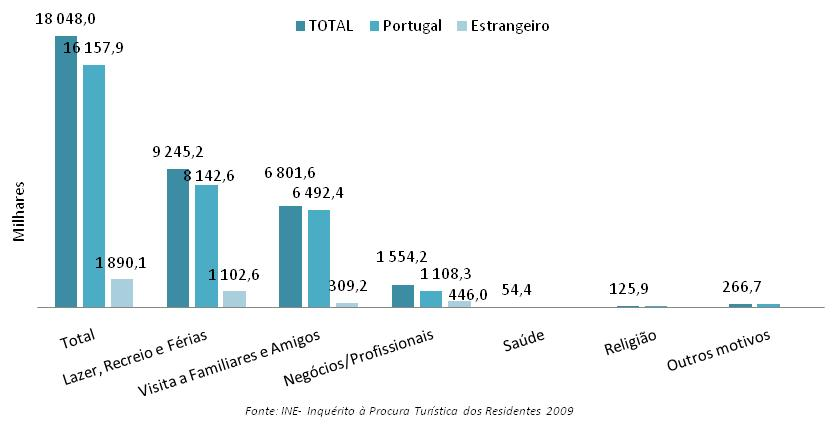 18 048,0
16 157,9
1 890,1
9 245,2
8 142,6
1 102,6
6 801,6
6 492,4
309,2
1 554,2
1 108,3
446,0
54,4
125,9
266,7
TOTAL Portugal Estrangeiro
Milhares
Total
Lazer, Recreio e Férias
Visita a Familiares e Amigos
Negócios/Profissionais
Saúde
Religião
Outros motivos
Fonte: INE- Inquérito à Procura Turística dos Residentes 2009